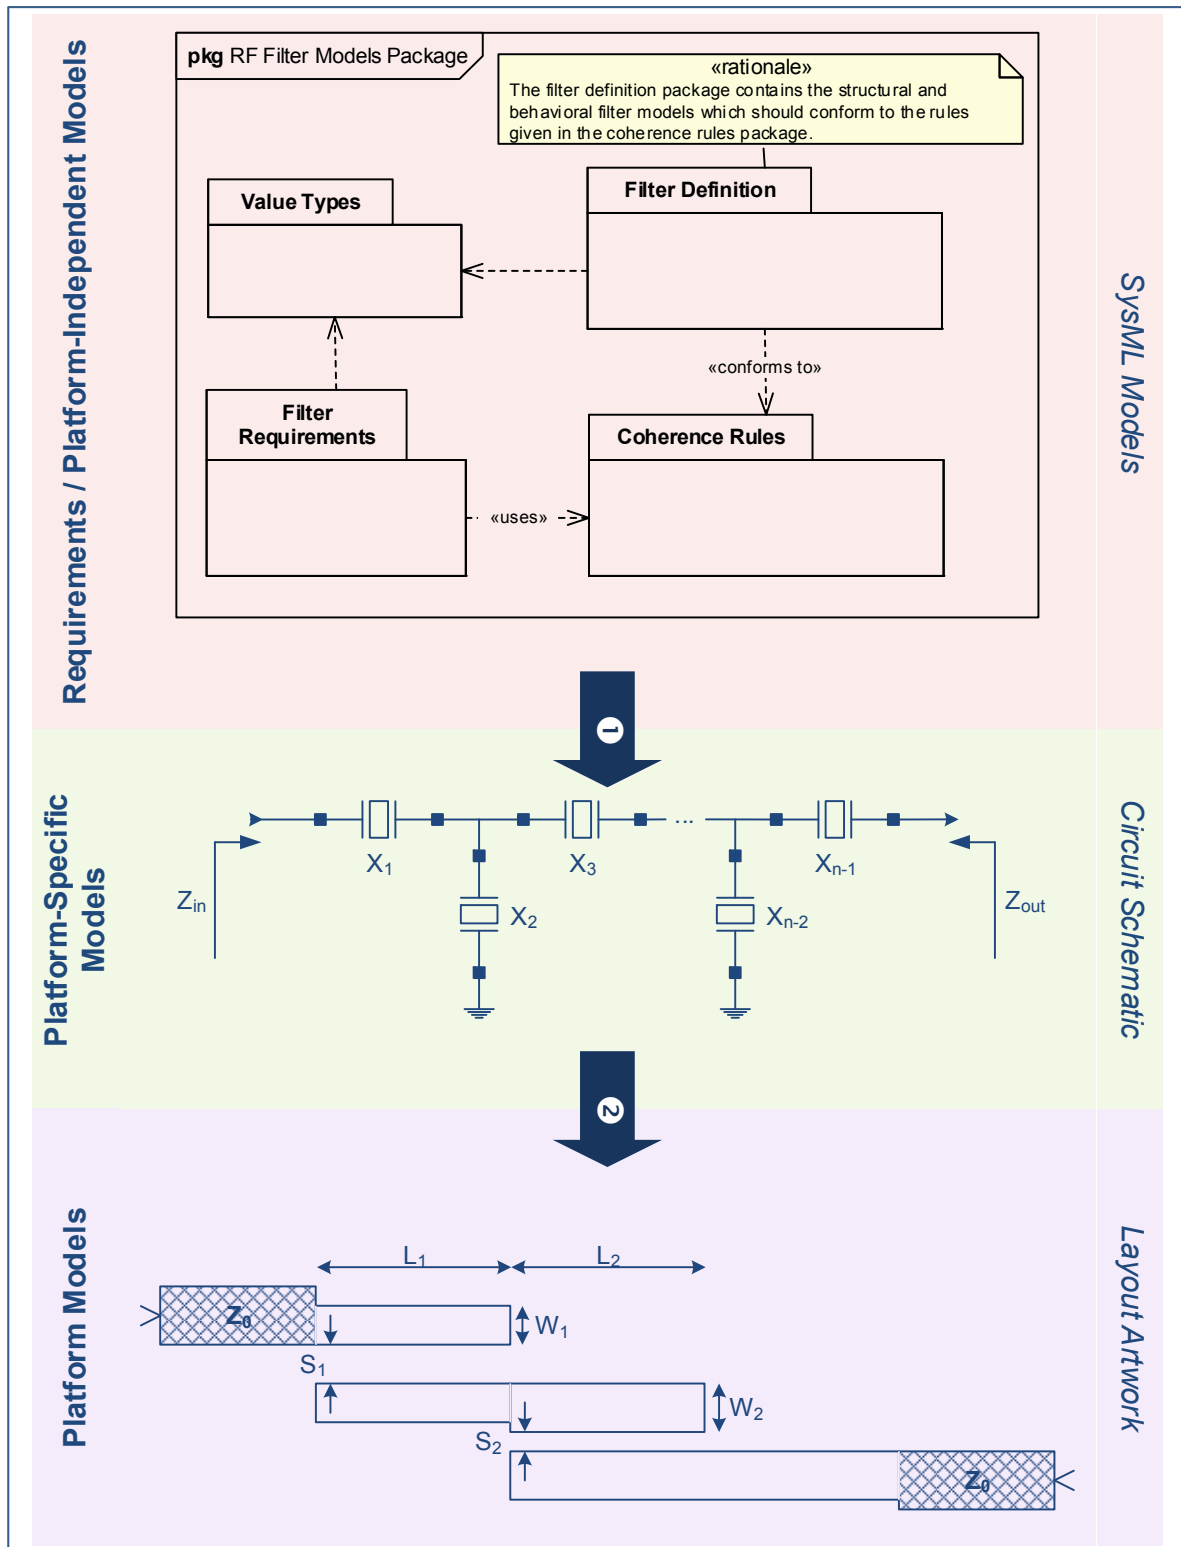 Requirements / Platform-Independent Models
pkg RF Filter Models Package
«rationale»
The filter definition package contains the structural and
behavioral filter models which should conform to the rules
given in the coherence rules package.
Value Types
Filter Definition
«conforms to»
Filter
Requirements
Coherence Rules
«uses»
SysML Models
1
Platform-Specific
Models
X1
X3
...
Xn-1
Zin
X2
Xn-2
Zout
Circuit Schematic
2
Platform Models
L1
L2
Z0
W1
S1
W2
S2
Z0
Layout Artwork